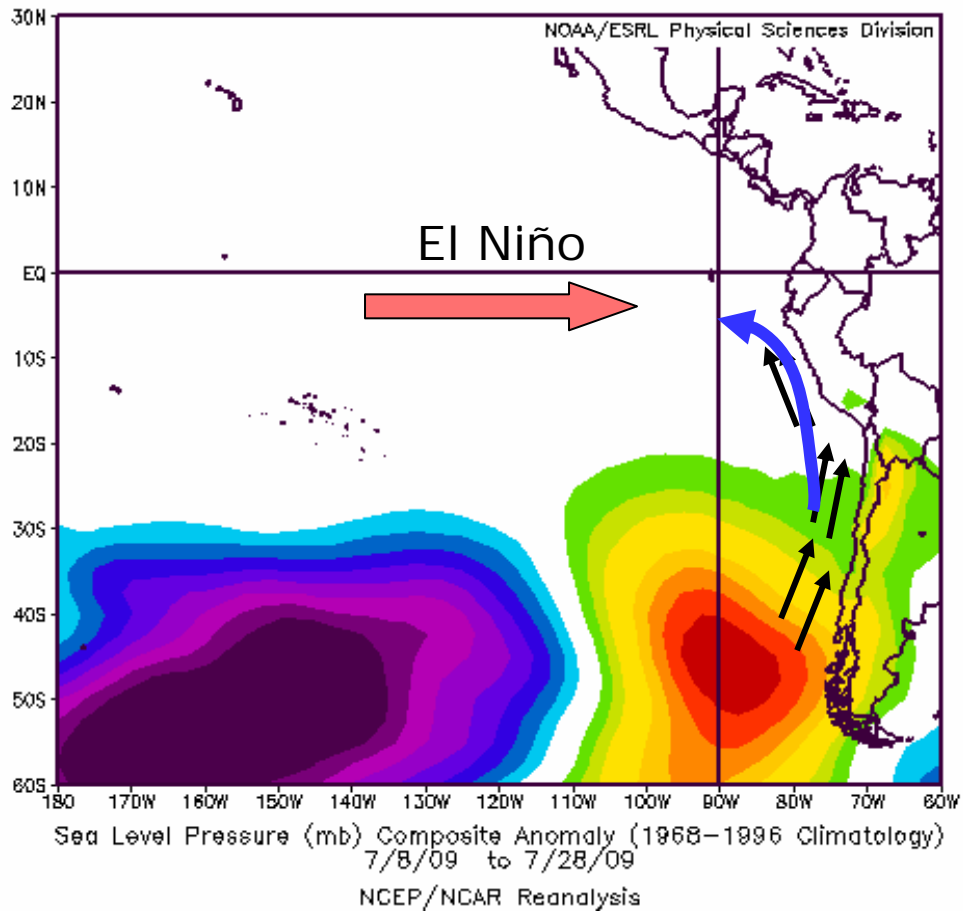 30N
NOAA/ESRL Physical Sciences Division
20N
10N
El Niño
EQ
10S
20S
30S
40S
50S
60S
180 170W 160W 150W 140W 130W 120W 110W 100W 90W 80W 70W 60W
Sea Level Pressure (mb) Composite Anomaly (1968-1996 Climatology)
7/8/09 to 7/28/09
NCEP/NCAR Reanalysis